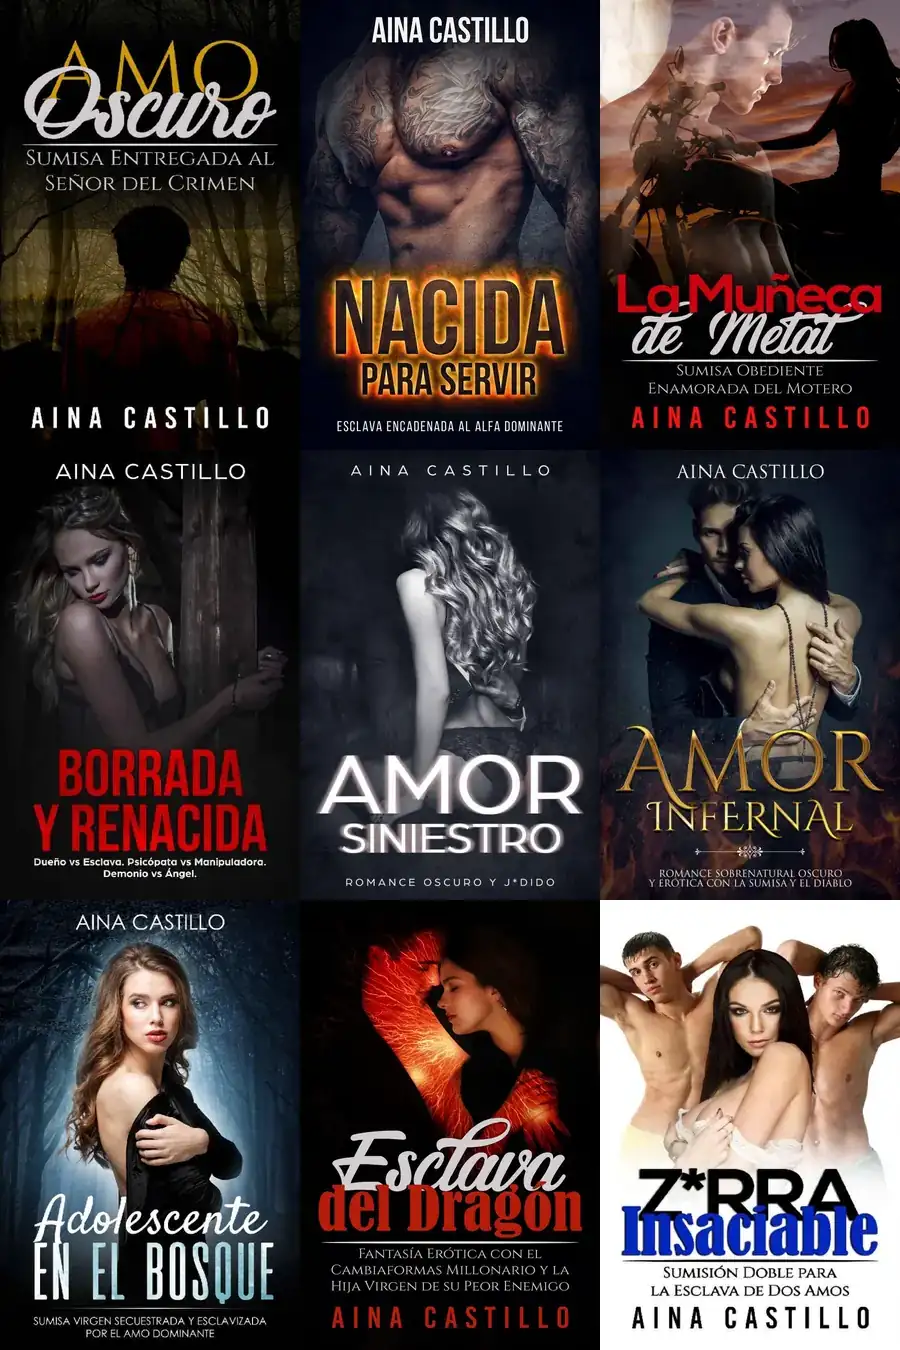 AMO
Oscuro
SUMISA ENTREGADA AL
SEÑOR DEL CRIMEN
AINA CASTILLO
AINA CASTILLO
NACIDA
PARA SERVIR
ESCLAVA ENCADENADA AL ALFA DOMINANTE
La Muñeca
de Metal
SUMISA OBEDIENTE
ENAMORADA DEL MOTERO
AINA CASTILLO
AINA CASTILLO
BORRADA
Y RENACIDA
Dueño vs Esclava. Psicópata vs Manipuladora.
Demonio vs Ángel.
AINA CASTILLO
AMOR
SINIESTRO
ROMANCE OSCURO Y J*DIDO
AINA CASTILLO
AMOR
INFERNAL
ROMANCE SOBRENATURAL OSCURO
Y ERÓTICA CON LA SUMISA Y EL DIABLO
AINA CASTILLO
Adolescente
EN EL BOSQUE
SUMISA VIRGEN SECUESTRADA Y ESCLAVIZADA
POR EL AMO DOMINANTE
Esclava
del Dragón
FANTASÍA ERÓTICA CON EL
CAMBIAFORMAS MILLONARIO Y LA
HIJA VIRGEN DE SU PEOR ENEMIGO
AINA CASTILLO
Z*RRA
Insaciable
SUMISIÓN DOBLE PARA
LA ESCLAVA DE DOS AMOS
AINA CASTILLO